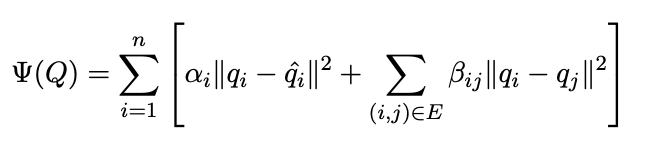 Ψ(Q) = ∑_{i=1}^{n} [ α_i ‖q_i − q̂_i‖² + ∑_{(i,j)∈E} β_{ij} ‖q_i − q_j‖² ]